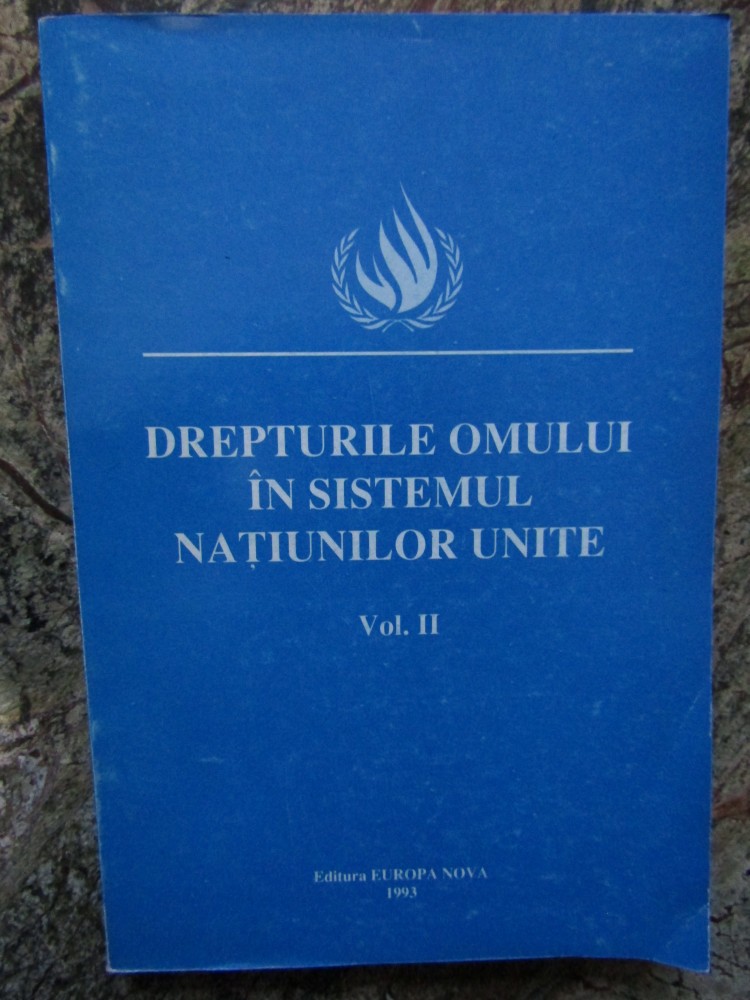 DREPTURILE OMULUI
ÎN SISTEMUL
NAȚIUNILOR UNITE
Vol. II
Editura EUROPA NOVA
1993